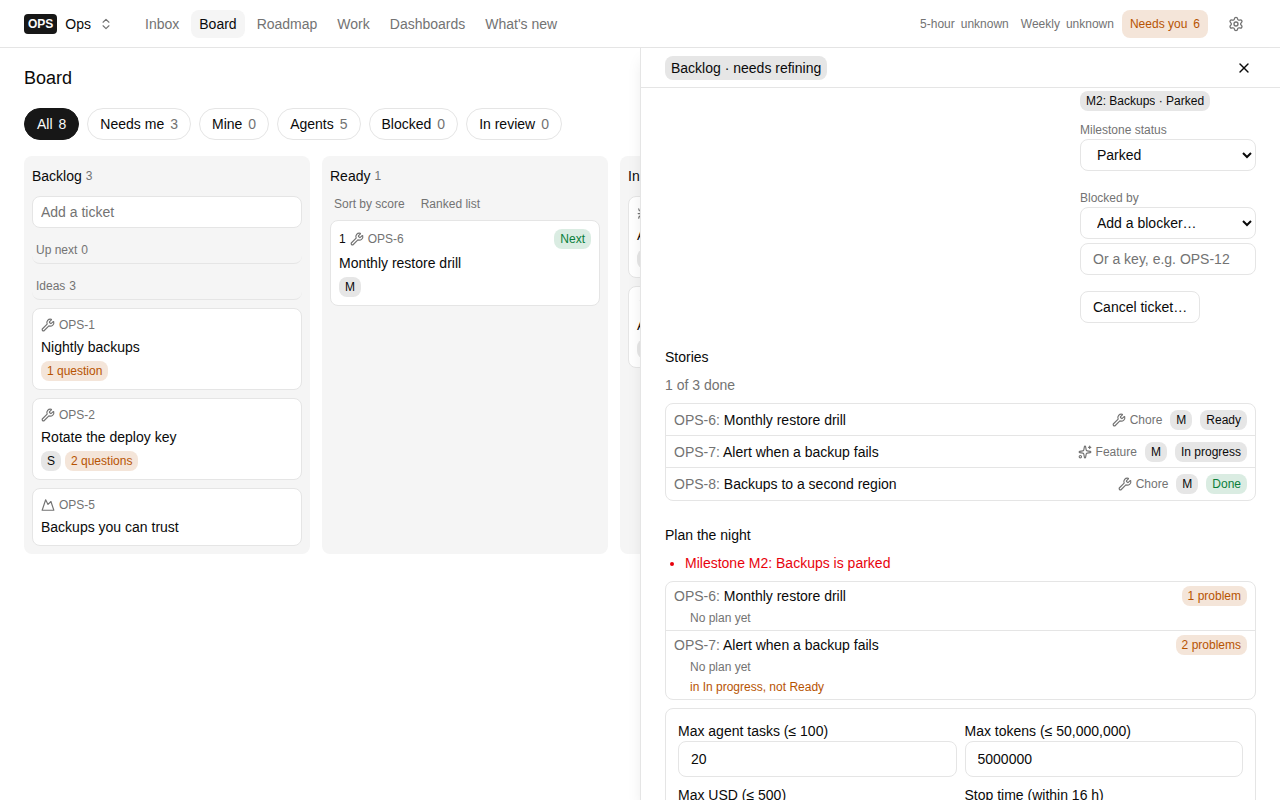 OPS Ops Inbox Board Roadmap Work Dashboards What's new 5-hour unknown Weekly unknown Needs you 6
Board
All 8 Needs me 3 Mine 0 Agents 5 Blocked 0 In review 0
Backlog 3
Add a ticket
Up next 0
Ideas 3
OPS-1
Nightly backups
1 question
OPS-2
Rotate the deploy key
S 2 questions
OPS-5
Backups you can trust
Ready 1
Sort by score Ranked list
1 OPS-6 Next
Monthly restore drill
M
In
Backlog · needs refining
M2: Backups · Parked
Milestone status
Parked
Blocked by
Add a blocker…
Or a key, e.g. OPS-12
Cancel ticket…
Stories
1 of 3 done
OPS-6: Monthly restore drill Chore M Ready
OPS-7: Alert when a backup fails Feature M In progress
OPS-8: Backups to a second region Chore M Done
Plan the night
• Milestone M2: Backups is parked
OPS-6: Monthly restore drill 1 problem
No plan yet
OPS-7: Alert when a backup fails 2 problems
No plan yet
in In progress, not Ready
Max agent tasks (≤ 100) Max tokens (≤ 50,000,000)
20 5000000
Max USD (≤ 500) Stop time (within 16 h)